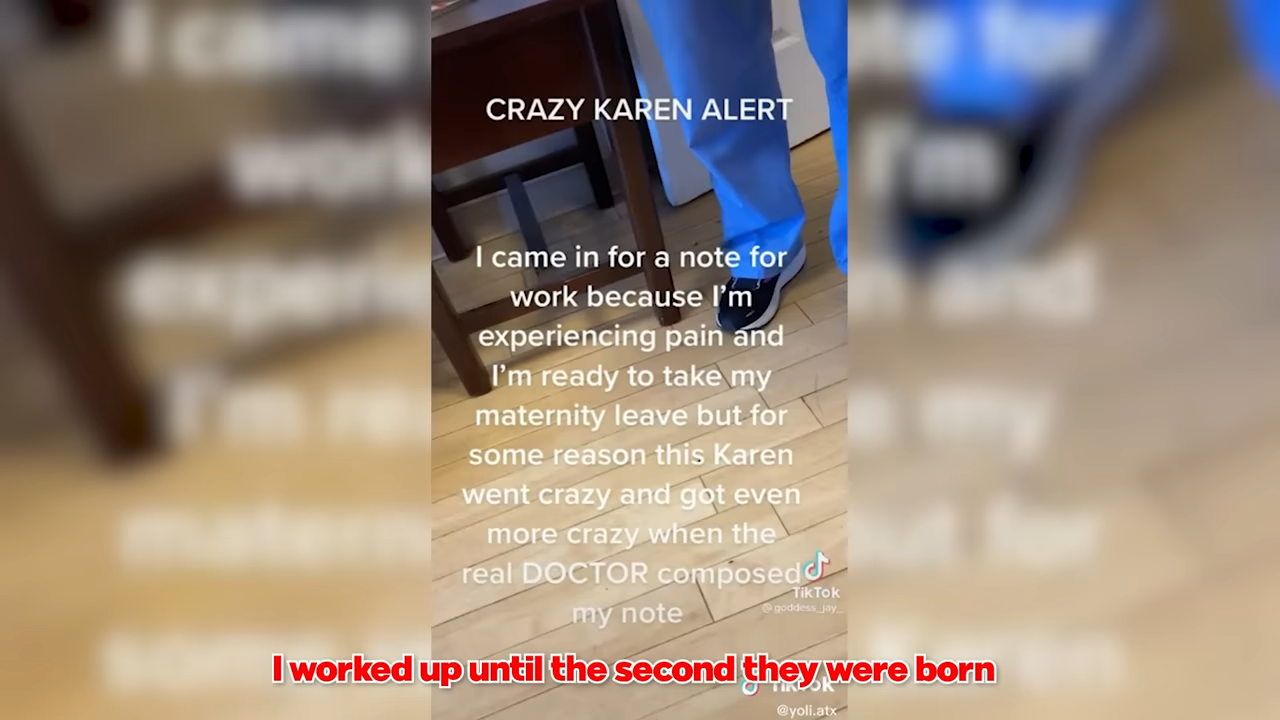 CRAZY KAREN ALERT
I came in for a note for
work because I’m
experiencing pain and
I’m ready to take my
maternity leave but for
some reason this Karen
went crazy and got even
more crazy when the
real DOCTOR composed
my note
TikTok
@goddess_jay_
I worked up until the second they were born
TikTok
@yoli.atx